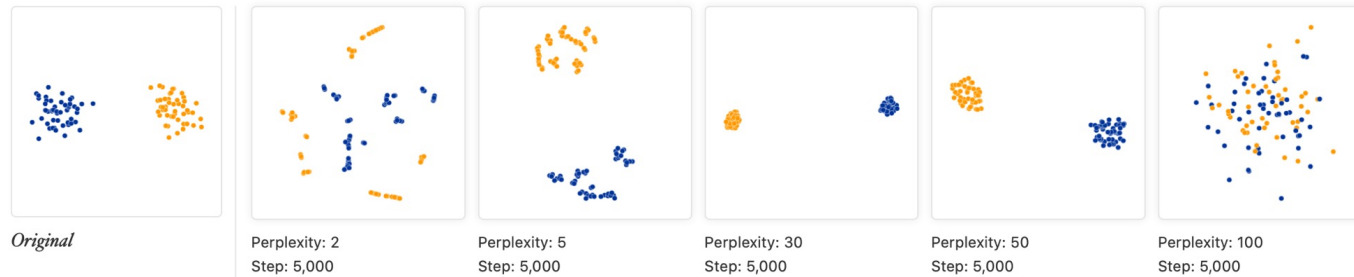 Original
Perplexity: 2
Step: 5,000
Perplexity: 5
Step: 5,000
Perplexity: 30
Step: 5,000
Perplexity: 50
Step: 5,000
Perplexity: 100
Step: 5,000